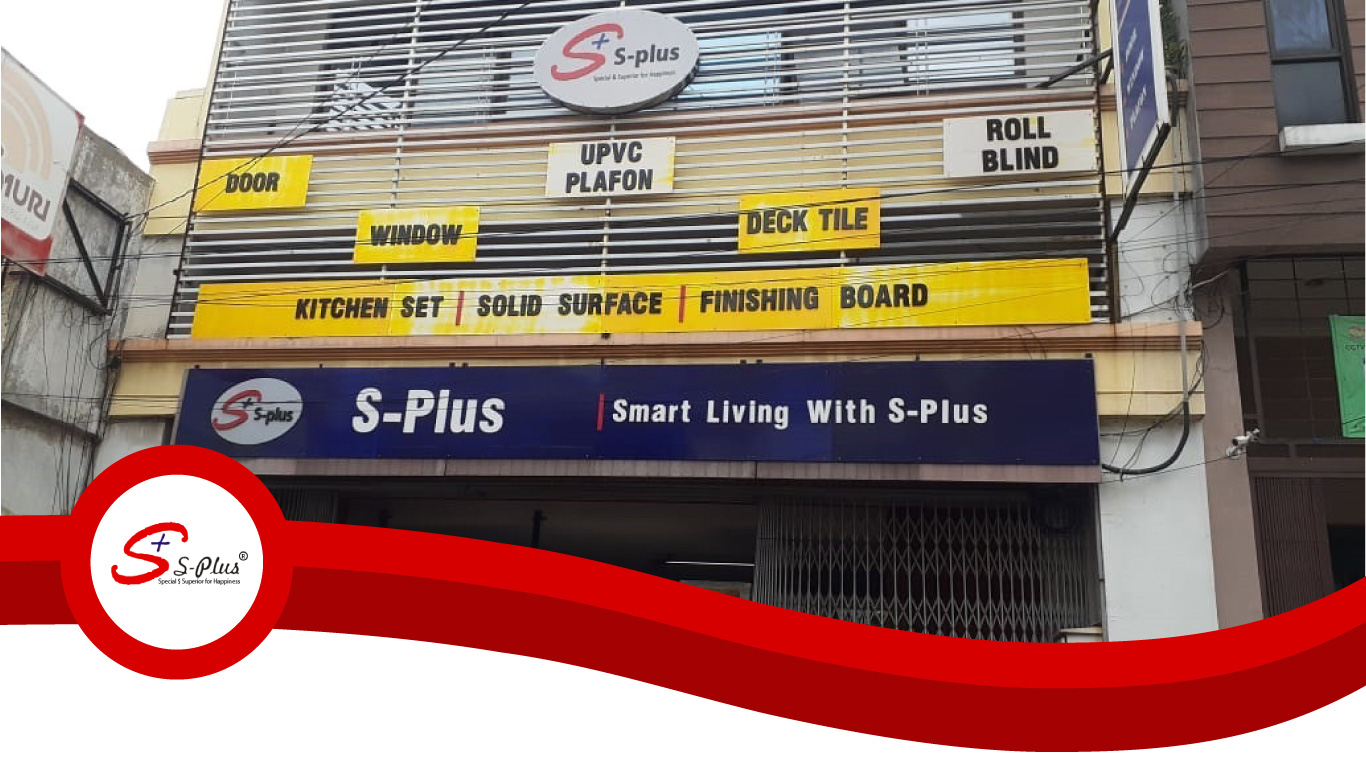 S-plus
Special & Superior for Happiness
ROLL
BLIND
UPVC
PLAFON
DOOR
DECK TILE
WINDOW
KITCHEN SET | SOLID SURFACE | FINISHING BOARD
S-plus
S-Plus | Smart Living With S-Plus
MURI
CCTV
S-Plus®
Special $ Superior for Happiness